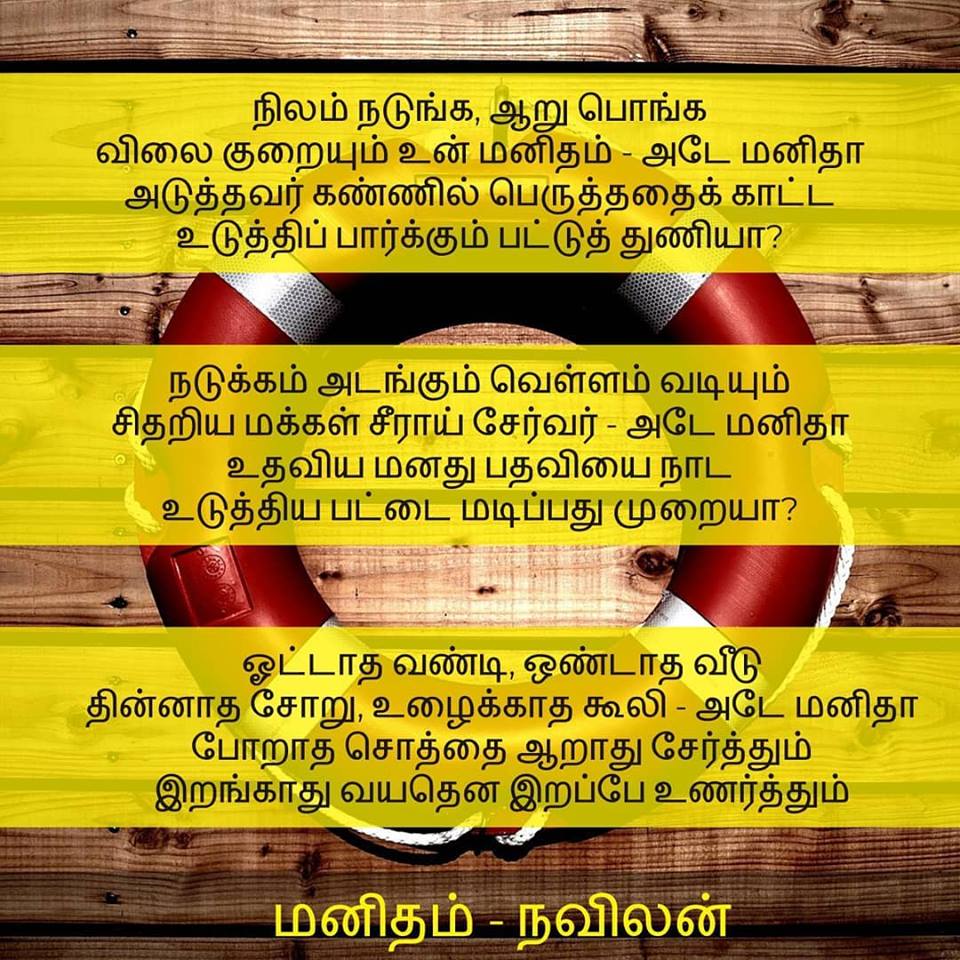 நிலம் நடுங்க, ஆறு பொங்க
விலை குறையும் உன் மனிதம் - அடே மனிதா
அடுத்தவர் கண்ணில் பெருத்ததைக் காட்ட
உடுத்திப் பார்க்கும் பட்டுத் துணியா?
நடுக்கம் அடங்கும் வெள்ளம் வடியும்
சிதறிய மக்கள் சீராய் சேர்வர் - அடே மனிதா
உதவிய மனது பதவியை நாட
உடுத்திய பட்டை மடிப்பது முறையா?
ஓட்டாத வண்டி, ஒண்டாத வீடு
தின்னாத சோறு, உழைக்காத கூலி - அடே மனிதா
போறாத சொத்தை ஆறாது சேர்த்தும்
இறங்காது வயதென இறப்பே உணர்த்தும்
மனிதம் - நவிலன்